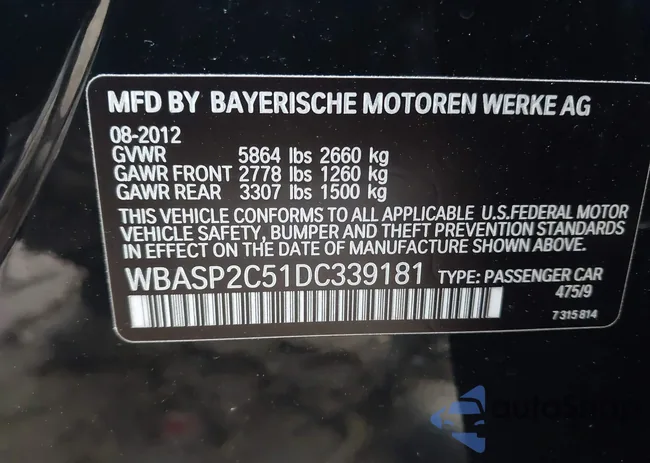 MFD BY BAYERISCHE MOTOREN WERKE AG
08-2012
GVWR 5864 lbs 2660 kg
GAWR FRONT 2778 lbs 1260 kg
GAWR REAR 3307 lbs 1500 kg
THIS VEHICLE CONFORMS TO ALL APPLICABLE U.S.FEDERAL MOTOR
VEHICLE SAFETY, BUMPER AND THEFT PREVENTION STANDARDS
IN EFFECT ON THE DATE OF MANUFACTURE SHOWN ABOVE.
WBASP2C51DC339181 TYPE: PASSENGER CAR
475/9
7 315 814